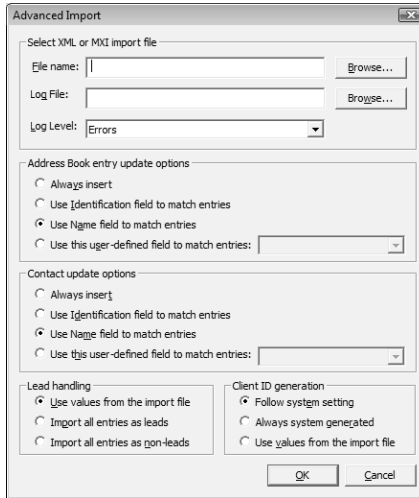 Advanced Import
Select XML or MXI import file
File name:
Browse...
Log File:
Browse...
Log Level: Errors
Address Book entry update options
Always insert
Use Identification field to match entries
Use Name field to match entries
Use this user-defined field to match entries:
Contact update options
Always insert
Use Identification field to match entries
Use Name field to match entries
Use this user-defined field to match entries:
Lead handling
Use values from the import file
Import all entries as leads
Import all entries as non-leads
Client ID generation
Follow system setting
Always system generated
Use values from the import file
OK Cancel